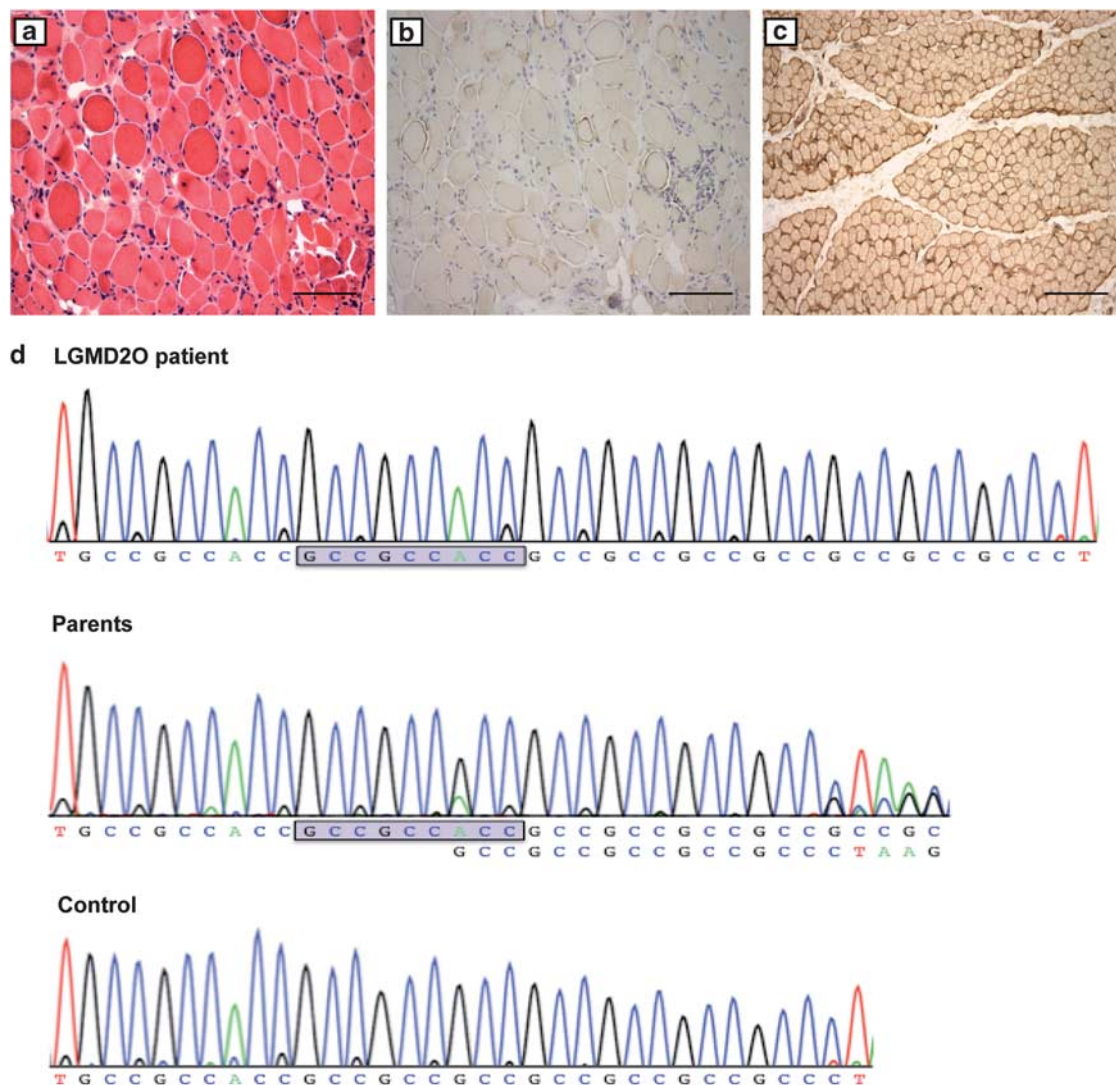 a
b
c
d LGMD2O patient
T G C C G C C A C C G C C G C C A C C G C C G C C G C C G C C G C C G C C G C C C T
Parents
T G C C G C C A C C G C C G C C A C C G C C G C C G C C G C C G C C G C
G C C G C C G C C G C C G C C C T A A G
Control
T G C C G C C A C C G C C G C C G C C G C C G C C G C C G C C C T